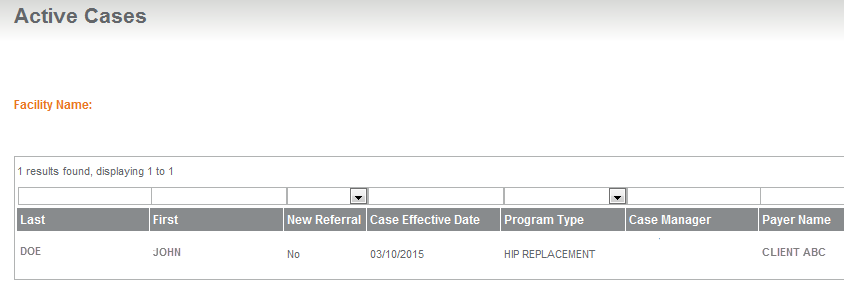 Active Cases
Facility Name:
1 results found, displaying 1 to 1
Last First New Referral Case Effective Date Program Type Case Manager Payer Name
DOE JOHN No 03/10/2015 HIP REPLACEMENT CLIENT ABC